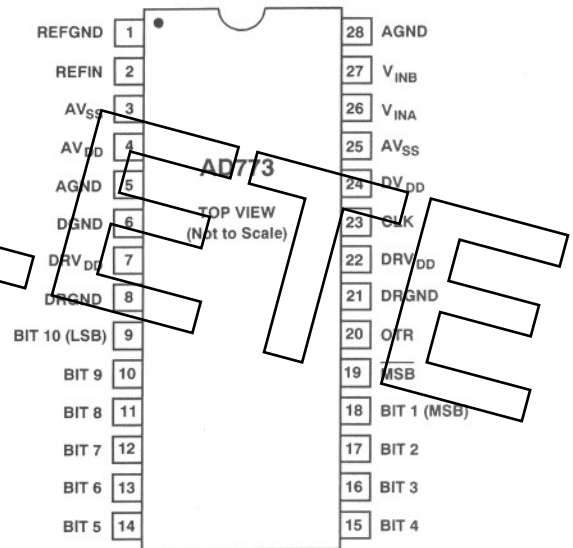 REFGND 1
REFIN 2
AVSS 3
AVDD 4
AGND 5
DGND 6
DRVDD 7
DRGND 8
BIT 10 (LSB) 9
BIT 9 10
BIT 8 11
BIT 7 12
BIT 6 13
BIT 5 14
AD773
TOP VIEW
(Not to Scale)
28 AGND
27 VINB
26 VINA
25 AVSS
24 DVDD
23 CLK
22 DRVDD
21 DRGND
20 OTR
19 MSB
18 BIT 1 (MSB)
17 BIT 2
16 BIT 3
15 BIT 4
ETE